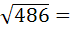 √486 =